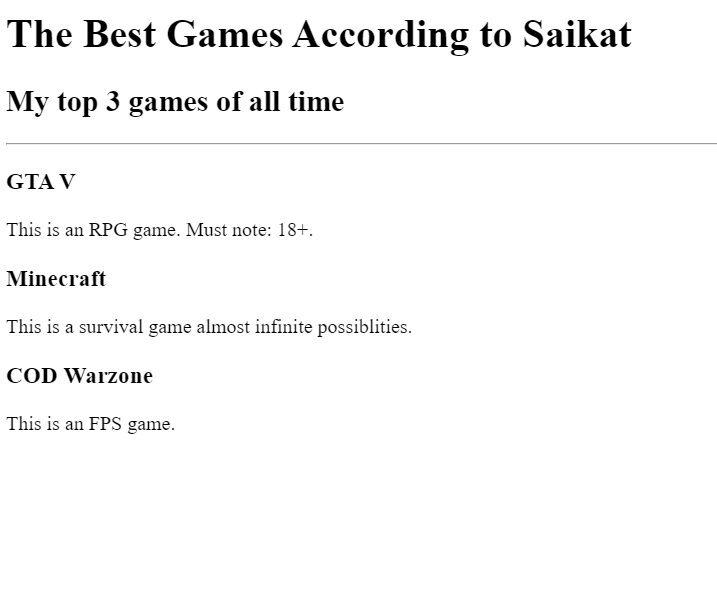 The Best Games According to Saikat
My top 3 games of all time
GTA V
This is an RPG game. Must note: 18+.
Minecraft
This is a survival game almost infinite possiblities.
COD Warzone
This is an FPS game.